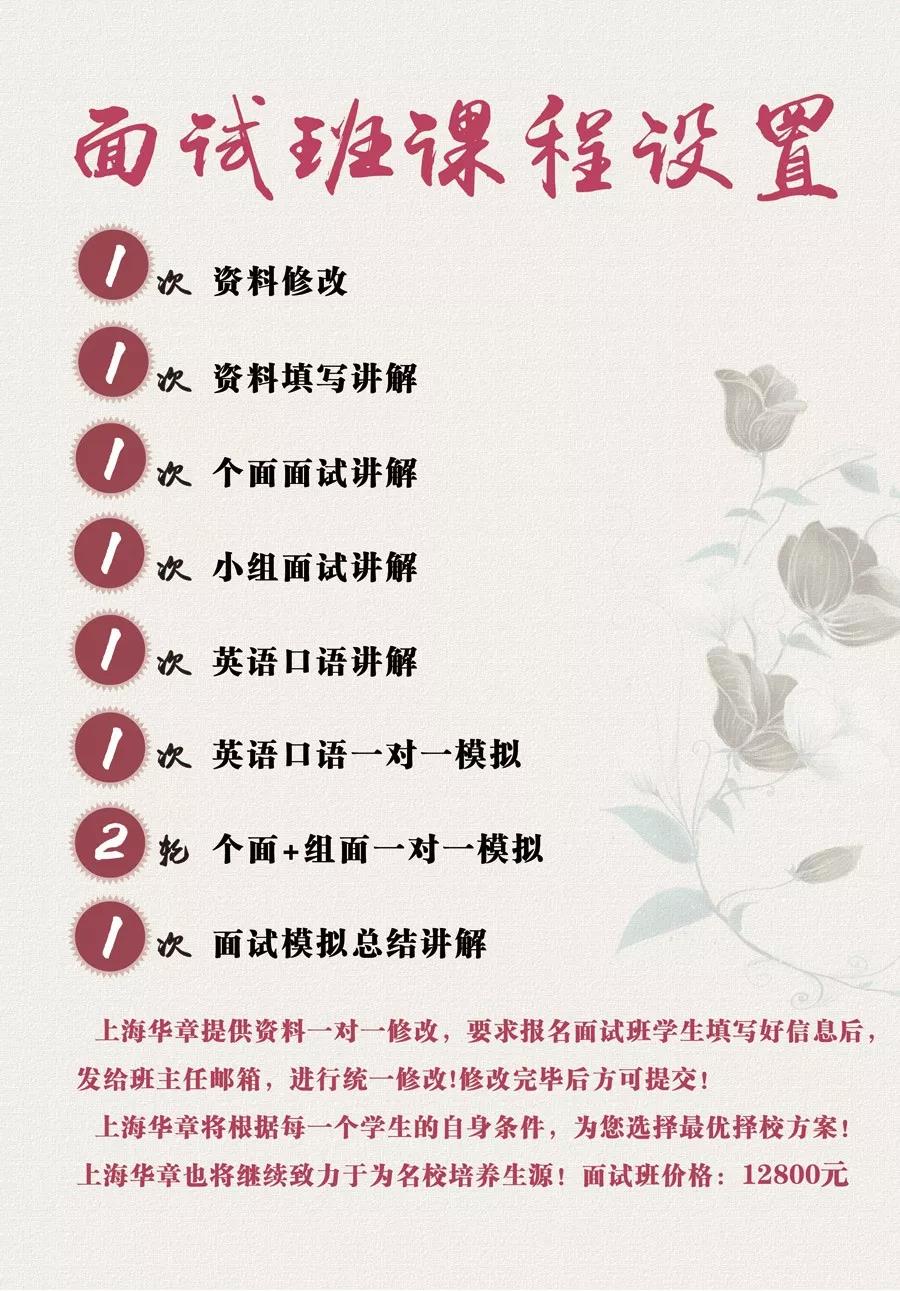 面试班课程设置
1次 资料修改
1次 资料填写讲解
1次 个面面试讲解
1次 小组面试讲解
1次 英语口语讲解
1次 英语口语一对一模拟
2轮 个面+组面一对一模拟
1次 面试模拟总结讲解
上海华章提供资料一对一修改，要求报名面试班学生填写好信息后，
发给班主任邮箱，进行统一修改!修改完毕后方可提交!
上海华章将根据每一个学生的自身条件，为您选择最优择校方案!
上海华章也将继续致力于为名校培养生源！面试班价格：12800元